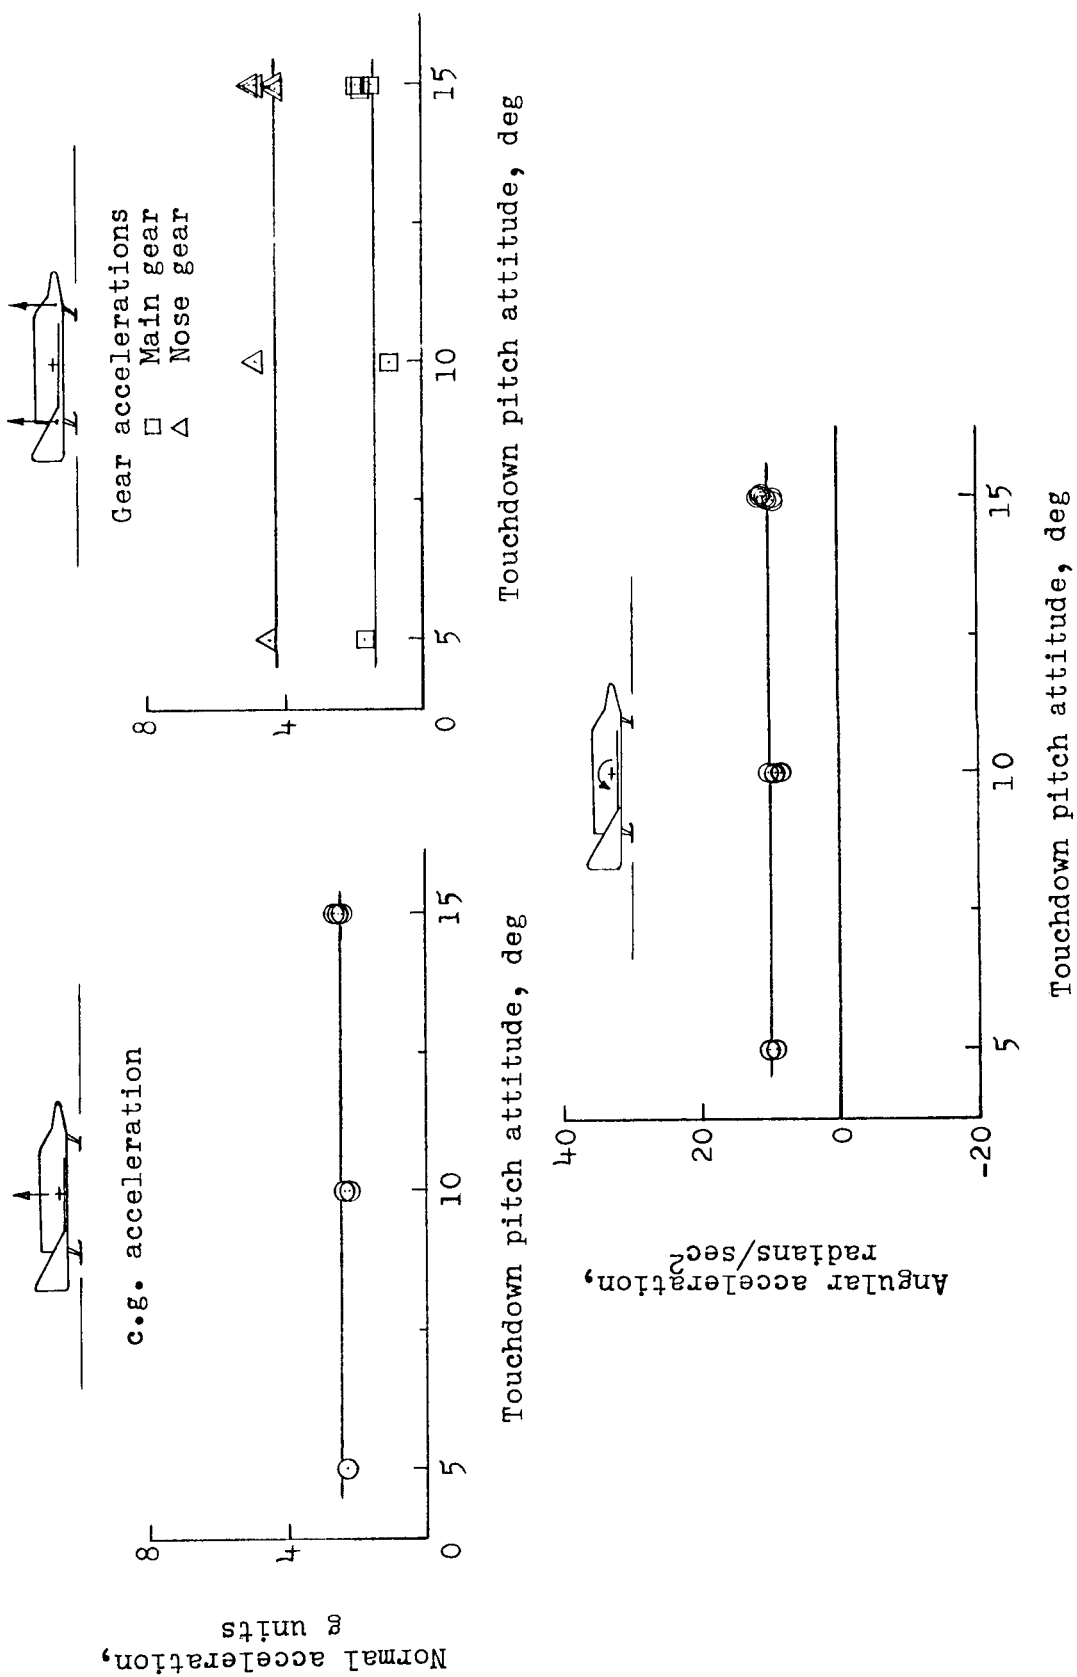 Normal acceleration,
g units
c.g. acceleration
8
4
0
5
10
15
Touchdown pitch attitude, deg
Gear accelerations
□ Main gear
△ Nose gear
8
4
0
5
10
15
Touchdown pitch attitude, deg
Angular acceleration,
radians/sec²
40
20
0
-20
5
10
15
Touchdown pitch attitude, deg